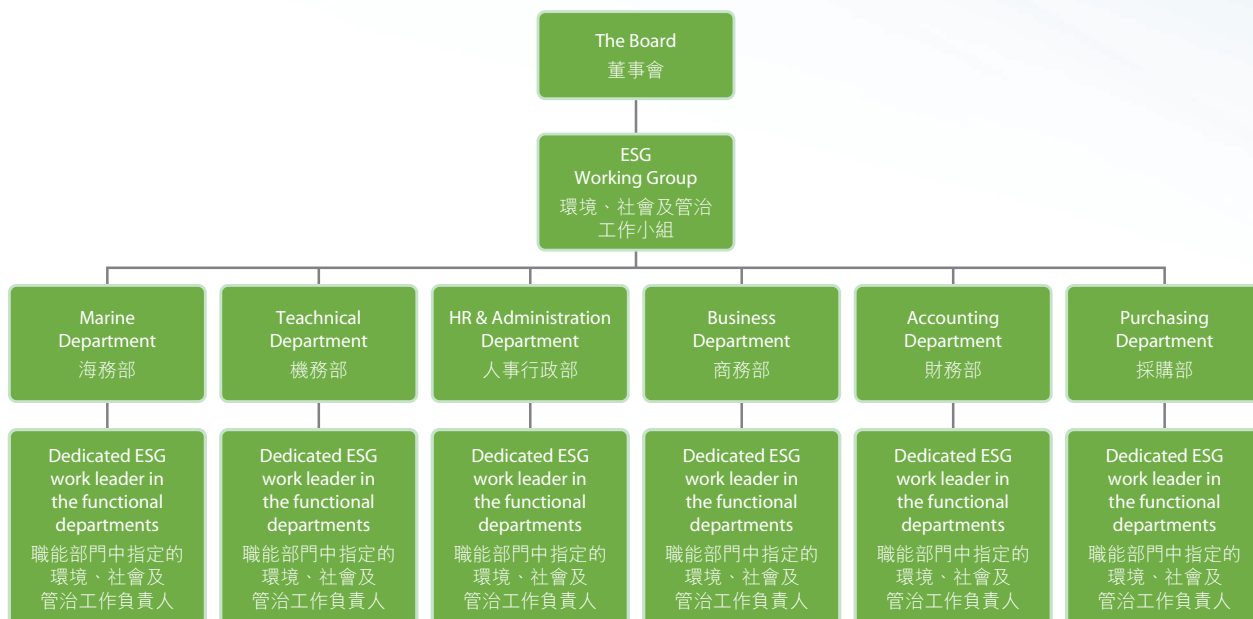 The Board
董事會
ESG
Working Group
環境、社會及管治
工作小組
Marine
Department
海務部
Teachnical
Department
機務部
HR & Administration
Department
人事行政部
Business
Department
商務部
Accounting
Department
財務部
Purchasing
Department
採購部
Dedicated ESG
work leader in
the functional
departments
職能部門中指定的
環境、社會及
管治工作負責人
Dedicated ESG
work leader in
the functional
departments
職能部門中指定的
環境、社會及
管治工作負責人
Dedicated ESG
work leader in
the functional
departments
職能部門中指定的
環境、社會及
管治工作負責人
Dedicated ESG
work leader in
the functional
departments
職能部門中指定的
環境、社會及
管治工作負責人
Dedicated ESG
work leader in
the functional
departments
職能部門中指定的
環境、社會及
管治工作負責人
Dedicated ESG
work leader in
the functional
departments
職能部門中指定的
環境、社會及
管治工作負責人